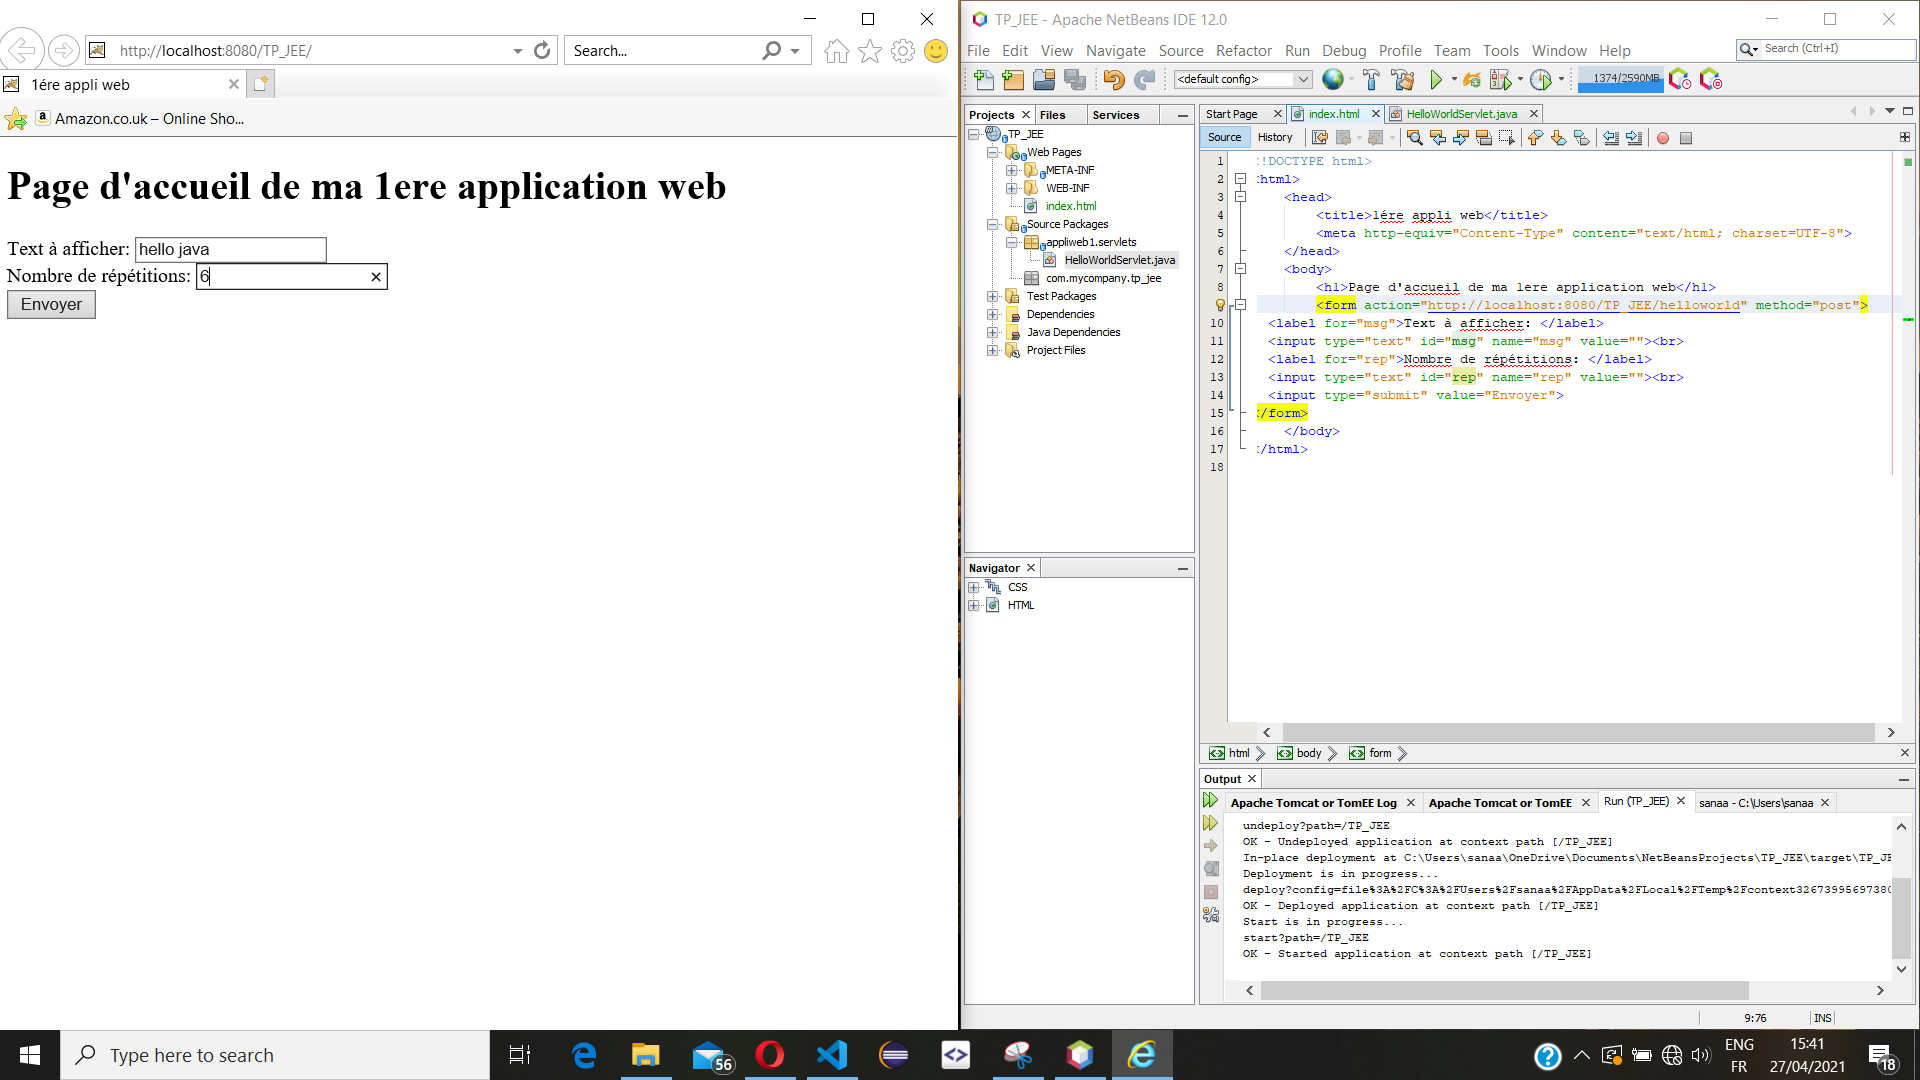 http://localhost:8080/TP_JEE/
Search...
1ére appli web
Amazon.co.uk – Online Sho...
Page d'accueil de ma 1ere application web
Text à afficher: hello java
Nombre de répétitions: 6
Envoyer
TP_JEE - Apache NetBeans IDE 12.0
File Edit View Navigate Source Refactor Run Debug Profile Team Tools Window Help
Search (Ctrl+I)
<default config>
1374/2590MB
Projects Files Services
TP_JEE
Web Pages
META-INF
WEB-INF
index.html
Source Packages
appliweb1.servlets
HelloWorldServlet.java
com.mycompany.tp_jee
Test Packages
Dependencies
Java Dependencies
Project Files
Navigator
CSS
HTML
Start Page index.html HelloWorldServlet.java
Source History
1 !DOCTYPE html>
2 html>
3 <head>
4 <title>1ére appli web</title>
5 <meta http-equiv="Content-Type" content="text/html; charset=UTF-8">
6 </head>
7 <body>
8 <h1>Page d'accueil de ma 1ere application web</h1>
<form action="http://localhost:8080/TP_JEE/helloworld" method="post">
10 <label for="msg">Text à afficher: </label>
11 <input type="text" id="msg" name="msg" value=""><br>
12 <label for="rep">Nombre de répétitions: </label>
13 <input type="text" id="rep" name="rep" value=""><br>
14 <input type="submit" value="Envoyer">
15 /form>
16 </body>
17 /html>
18
html body form
Output
Apache Tomcat or TomEE Log Apache Tomcat or TomEE Run (TP_JEE) sanaa - C:\Users\sanaa
undeploy?path=/TP_JEE
OK - Undeployed application at context path [/TP_JEE]
In-place deployment at C:\Users\sanaa\OneDrive\Documents\NetBeansProjects\TP_JEE\target\TP_JE
Deployment is in progress...
deploy?config=file%3A%2FC%3A%2FUsers%2Fsanaa%2FAppData%2FLocal%2FTemp%2Fcontext3267399569738
OK - Deployed application at context path [/TP_JEE]
Start is in progress...
start?path=/TP_JEE
OK - Started application at context path [/TP_JEE]
9:76 INS
Type here to search
56
ENG
FR
15:41
27/04/2021
18